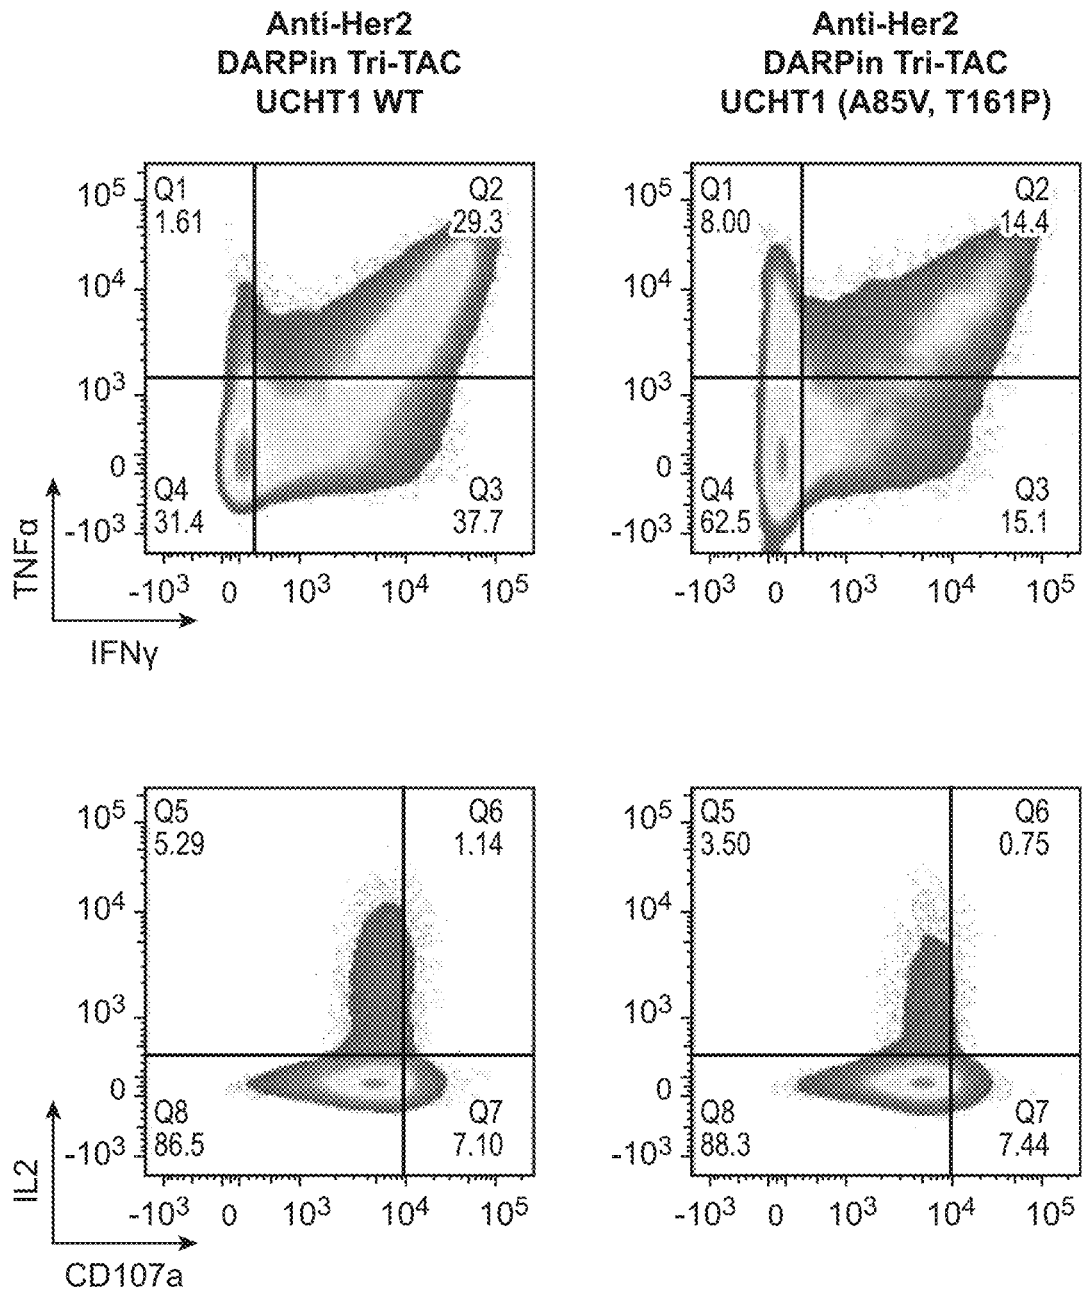 Anti-Her2
DARPin Tri-TAC
UCHT1 WT
Anti-Her2
DARPin Tri-TAC
UCHT1 (A85V, T161P)
Q1
1.61
Q2
29.3
Q4
31.4
Q3
37.7
10⁵
10⁴
10³
0
-10³
-10³ 0 10³ 10⁴ 10⁵
TNFα
IFNγ
Q1
8.00
Q2
14.4
Q4
62.5
Q3
15.1
10⁵
10⁴
10³
0
-10³
-10³ 0 10³ 10⁴ 10⁵
Q5
5.29
Q6
1.14
Q8
86.5
Q7
7.10
10⁵
10⁴
10³
0
-10³
-10³ 0 10³ 10⁴ 10⁵
IL2
CD107a
Q5
3.50
Q6
0.75
Q8
88.3
Q7
7.44
10⁵
10⁴
10³
0
-10³
-10³ 0 10³ 10⁴ 10⁵